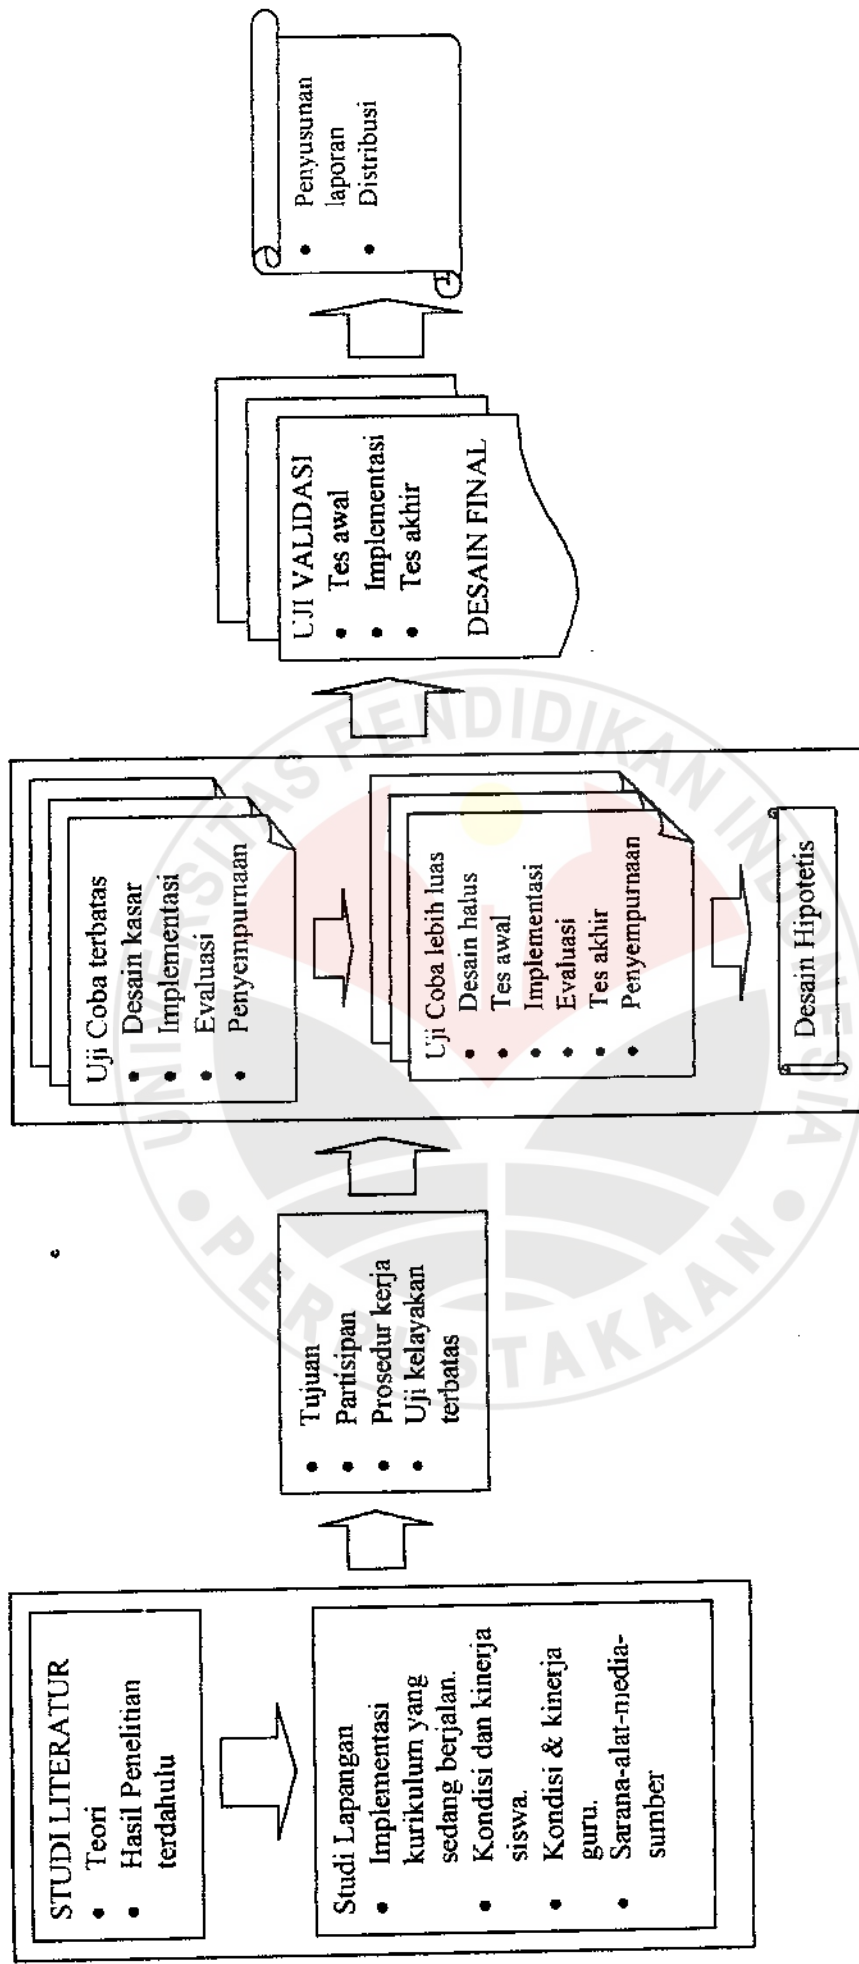 STUDI LITERATUR
• Teori
• Hasil Penelitian
terdahulu
Studi Lapangan
• Implementasi
kurikulum yang
sedang berjalan.
• Kondisi dan kinerja
siswa.
• Kondisi & kinerja
guru.
• Sarana-alat-media-
sumber
• Tujuan
• Partisipan
• Prosedur kerja
• Uji kelayakan
terbatas
Uji Coba terbatas
• Desain kasar
• Implementasi
• Evaluasi
• Penyempurnaan
Uji Coba lebih luas
• Desain halus
• Tes awal
• Implementasi
• Evaluasi
• Tes akhir
• Penyempurnaan
Desain Hipotetis
UJI VALIDASI
• Tes awal
• Implementasi
• Tes akhir
DESAIN FINAL
• Penyusunan
laporan
• Distribusi
UNIVERSITAS PENDIDIKAN INDONESIA
• PERPUSTAKAAN •